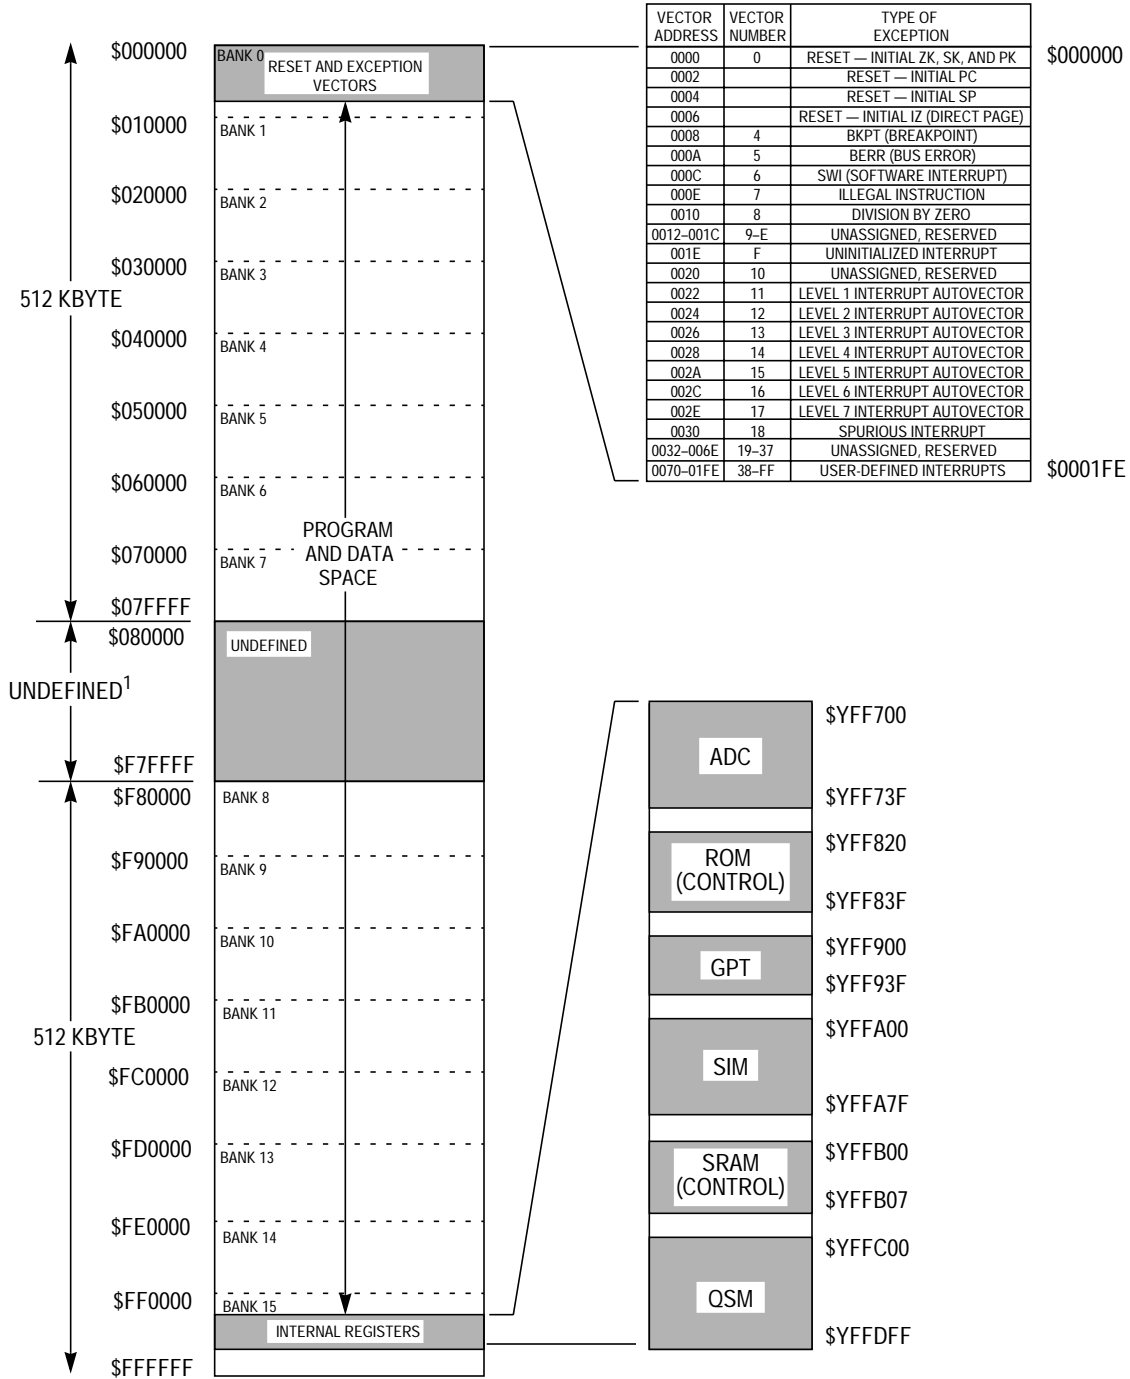 VECTOR ADDRESS VECTOR NUMBER TYPE OF EXCEPTION
0000 0 RESET — INITIAL ZK, SK, AND PK
0002 RESET — INITIAL PC
0004 RESET — INITIAL SP
0006 RESET — INITIAL IZ (DIRECT PAGE)
0008 4 BKPT (BREAKPOINT)
000A 5 BERR (BUS ERROR)
000C 6 SWI (SOFTWARE INTERRUPT)
000E 7 ILLEGAL INSTRUCTION
0010 8 DIVISION BY ZERO
0012–001C 9–E UNASSIGNED, RESERVED
001E F UNINITIALIZED INTERRUPT
0020 10 UNASSIGNED, RESERVED
0022 11 LEVEL 1 INTERRUPT AUTOVECTOR
0024 12 LEVEL 2 INTERRUPT AUTOVECTOR
0026 13 LEVEL 3 INTERRUPT AUTOVECTOR
0028 14 LEVEL 4 INTERRUPT AUTOVECTOR
002A 15 LEVEL 5 INTERRUPT AUTOVECTOR
002C 16 LEVEL 6 INTERRUPT AUTOVECTOR
002E 17 LEVEL 7 INTERRUPT AUTOVECTOR
0030 18 SPURIOUS INTERRUPT
0032–006E 19–37 UNASSIGNED, RESERVED
0070–01FE 38–FF USER-DEFINED INTERRUPTS
$000000
$0001FE
$000000
BANK 0
RESET AND EXCEPTION
VECTORS
$010000
BANK 1
$020000
BANK 2
$030000
BANK 3
512 KBYTE
$040000
BANK 4
$050000
BANK 5
$060000
BANK 6
PROGRAM
AND DATA
SPACE
$070000
BANK 7
$07FFFF
$080000
UNDEFINED
UNDEFINED1
$F7FFFF
$F80000
BANK 8
$F90000
BANK 9
$FA0000
BANK 10
$FB0000
BANK 11
512 KBYTE
$FC0000
BANK 12
$FD0000
BANK 13
$FE0000
BANK 14
$FF0000
BANK 15
INTERNAL REGISTERS
$FFFFFF
$YFF700
ADC
$YFF73F
$YFF820
ROM
(CONTROL)
$YFF83F
$YFF900
GPT
$YFF93F
$YFFA00
SIM
$YFFA7F
$YFFB00
SRAM
(CONTROL)
$YFFB07
$YFFC00
QSM
$YFFDFF